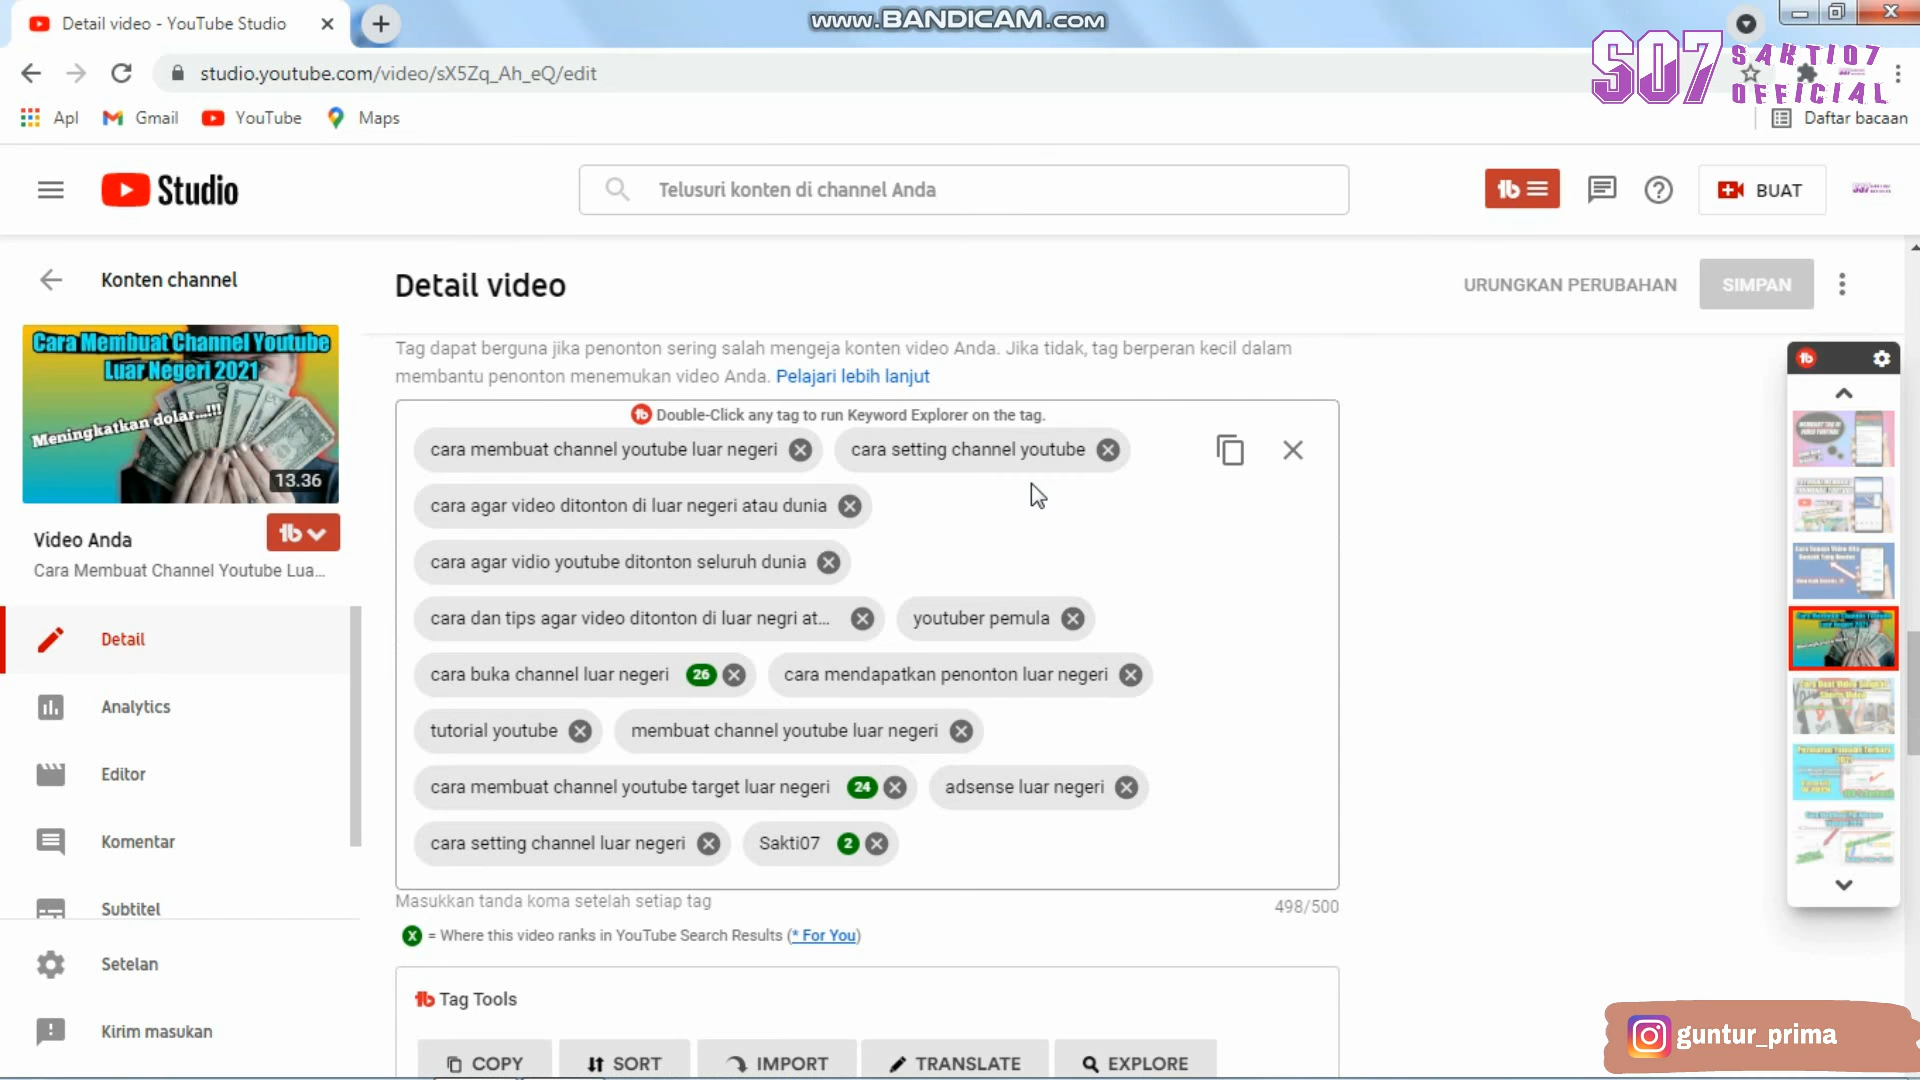 Detail video - YouTube Studio
www.BANDICAM.com
studio.youtube.com/video/sX5Zq_Ah_eQ/edit
S07 SAKTI07 OFFICIAL
Apl Gmail YouTube Maps
Daftar bacaan
Studio
Telusuri konten di channel Anda
BUAT
Konten channel
Detail video
URUNGKAN PERUBAHAN
SIMPAN
Cara Membuat Channel Youtube
Luar Negeri 2021
Meningkatkan dolar...!!!
13.36
Video Anda
Cara Membuat Channel Youtube Lua...
Detail
Analytics
Editor
Komentar
Subtitel
Setelan
Kirim masukan
Tag dapat berguna jika penonton sering salah mengeja konten video Anda. Jika tidak, tag berperan kecil dalam
membantu penonton menemukan video Anda. Pelajari lebih lanjut
Double-Click any tag to run Keyword Explorer on the tag.
cara membuat channel youtube luar negeri cara setting channel youtube
cara agar video ditonton di luar negeri atau dunia
cara agar vidio youtube ditonton seluruh dunia
cara dan tips agar video ditonton di luar negri at... youtuber pemula
cara buka channel luar negeri 26 cara mendapatkan penonton luar negeri
tutorial youtube membuat channel youtube luar negeri
cara membuat channel youtube target luar negeri 24 adsense luar negeri
cara setting channel luar negeri Sakti07 2
Masukkan tanda koma setelah setiap tag
498/500
X = Where this video ranks in YouTube Search Results (* For You)
Tag Tools
COPY SORT IMPORT TRANSLATE EXPLORE
guntur_prima